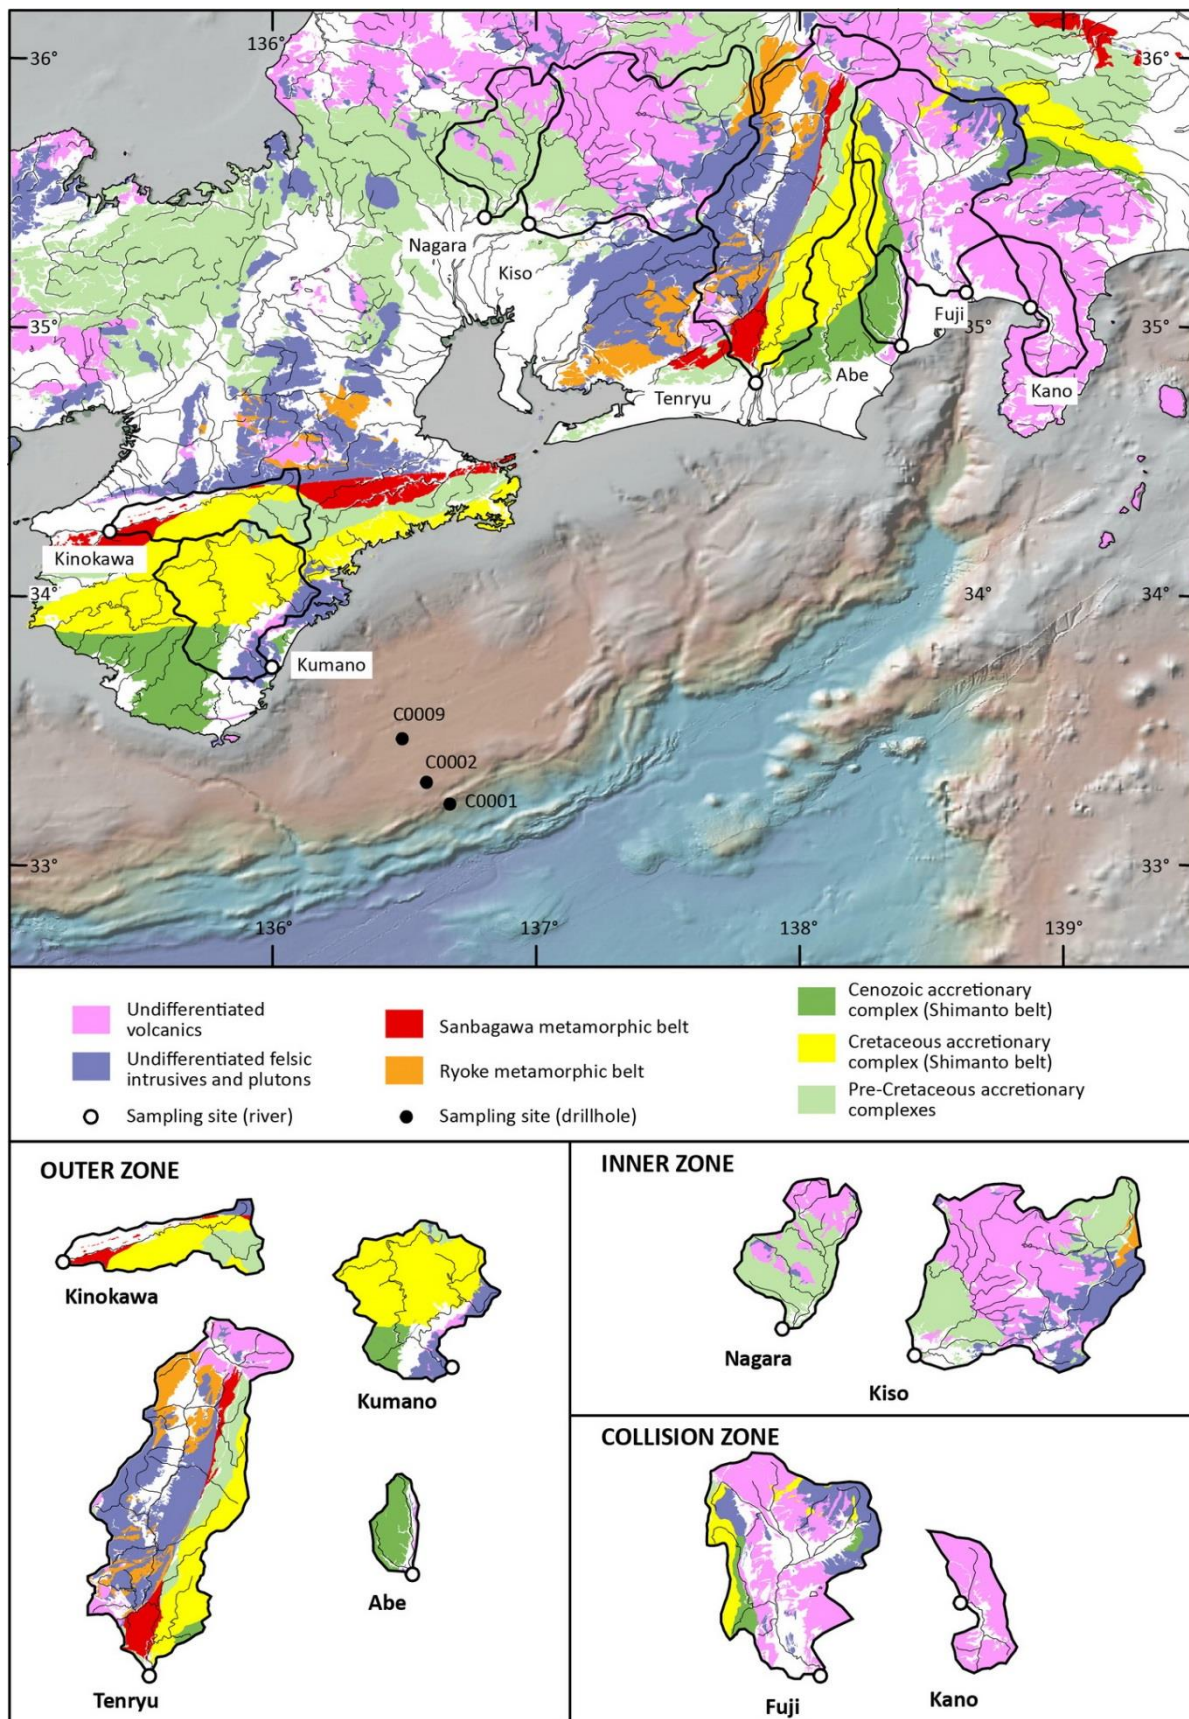 136°
137°
138°
139°
36°
36°
Nagara
Kiso
35°
Fuji
35°
35°
Abe
Tenryu
Kano
Kinokawa
34°
34°
34°
Kumano
C0009
C0002
C0001
33°
33°
136°
137°
138°
139°
Undifferentiated
volcanics
Undifferentiated felsic
intrusives and plutons
Sampling site (river)
Sanbagawa metamorphic belt
Ryoke metamorphic belt
Sampling site (drillhole)
Cenozoic accretionary
complex (Shimanto belt)
Cretaceous accretionary
complex (Shimanto belt)
Pre-Cretaceous accretionary
complexes
OUTER ZONE
Kinokawa
Kumano
Tenryu
Abe
INNER ZONE
Nagara
Kiso
COLLISION ZONE
Fuji
Kano